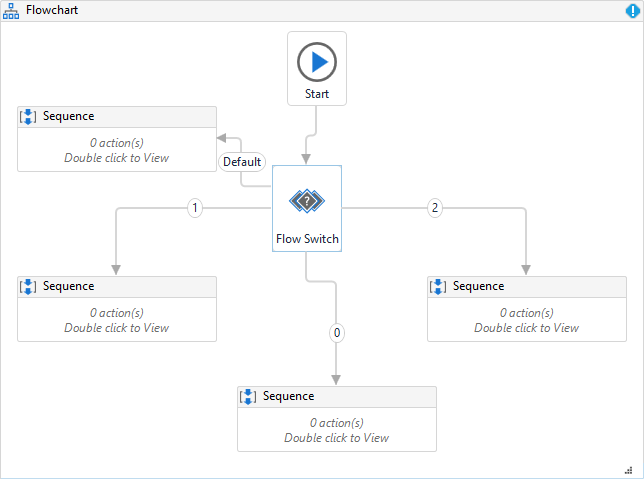 Flowchart
Start
Sequence
0 action(s)
Double click to View
Default
?
Flow Switch
1
2
Sequence
0 action(s)
Double click to View
Sequence
0 action(s)
Double click to View
0
Sequence
0 action(s)
Double click to View